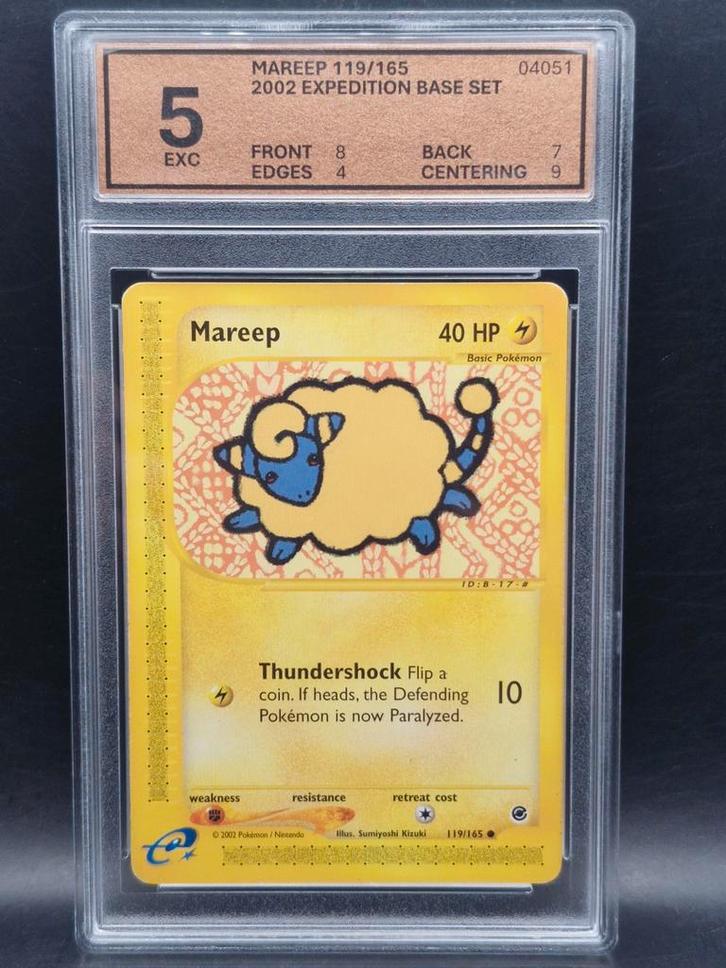 MAREEP 119/165 04051
2002 EXPEDITION BASE SET
5
EXC
FRONT 8 BACK 7
EDGES 4 CENTERING 9
Mareep 40 HP
Basic Pokémon
ID:B-17-#
Thundershock Flip a
coin. If heads, the Defending
Pokémon is now Paralyzed.
10
weakness resistance retreat cost
© 2002 Pokémon / Nintendo Illus. Sumiyoshi Kizuki 119/165
e